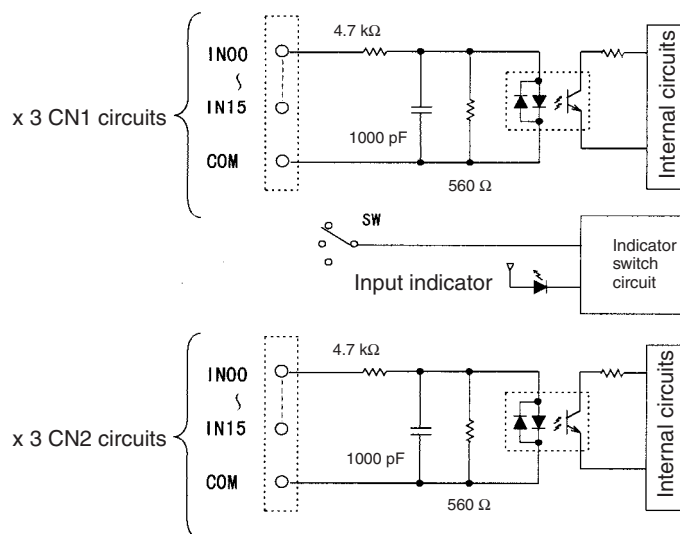 4.7 kΩ
IN00
x 3 CN1 circuits
IN15
1000 pF
COM
560 Ω
Internal circuits
SW
Input indicator
Indicator
switch
circuit
4.7 kΩ
IN00
x 3 CN2 circuits
IN15
1000 pF
COM
560 Ω
Internal circuits